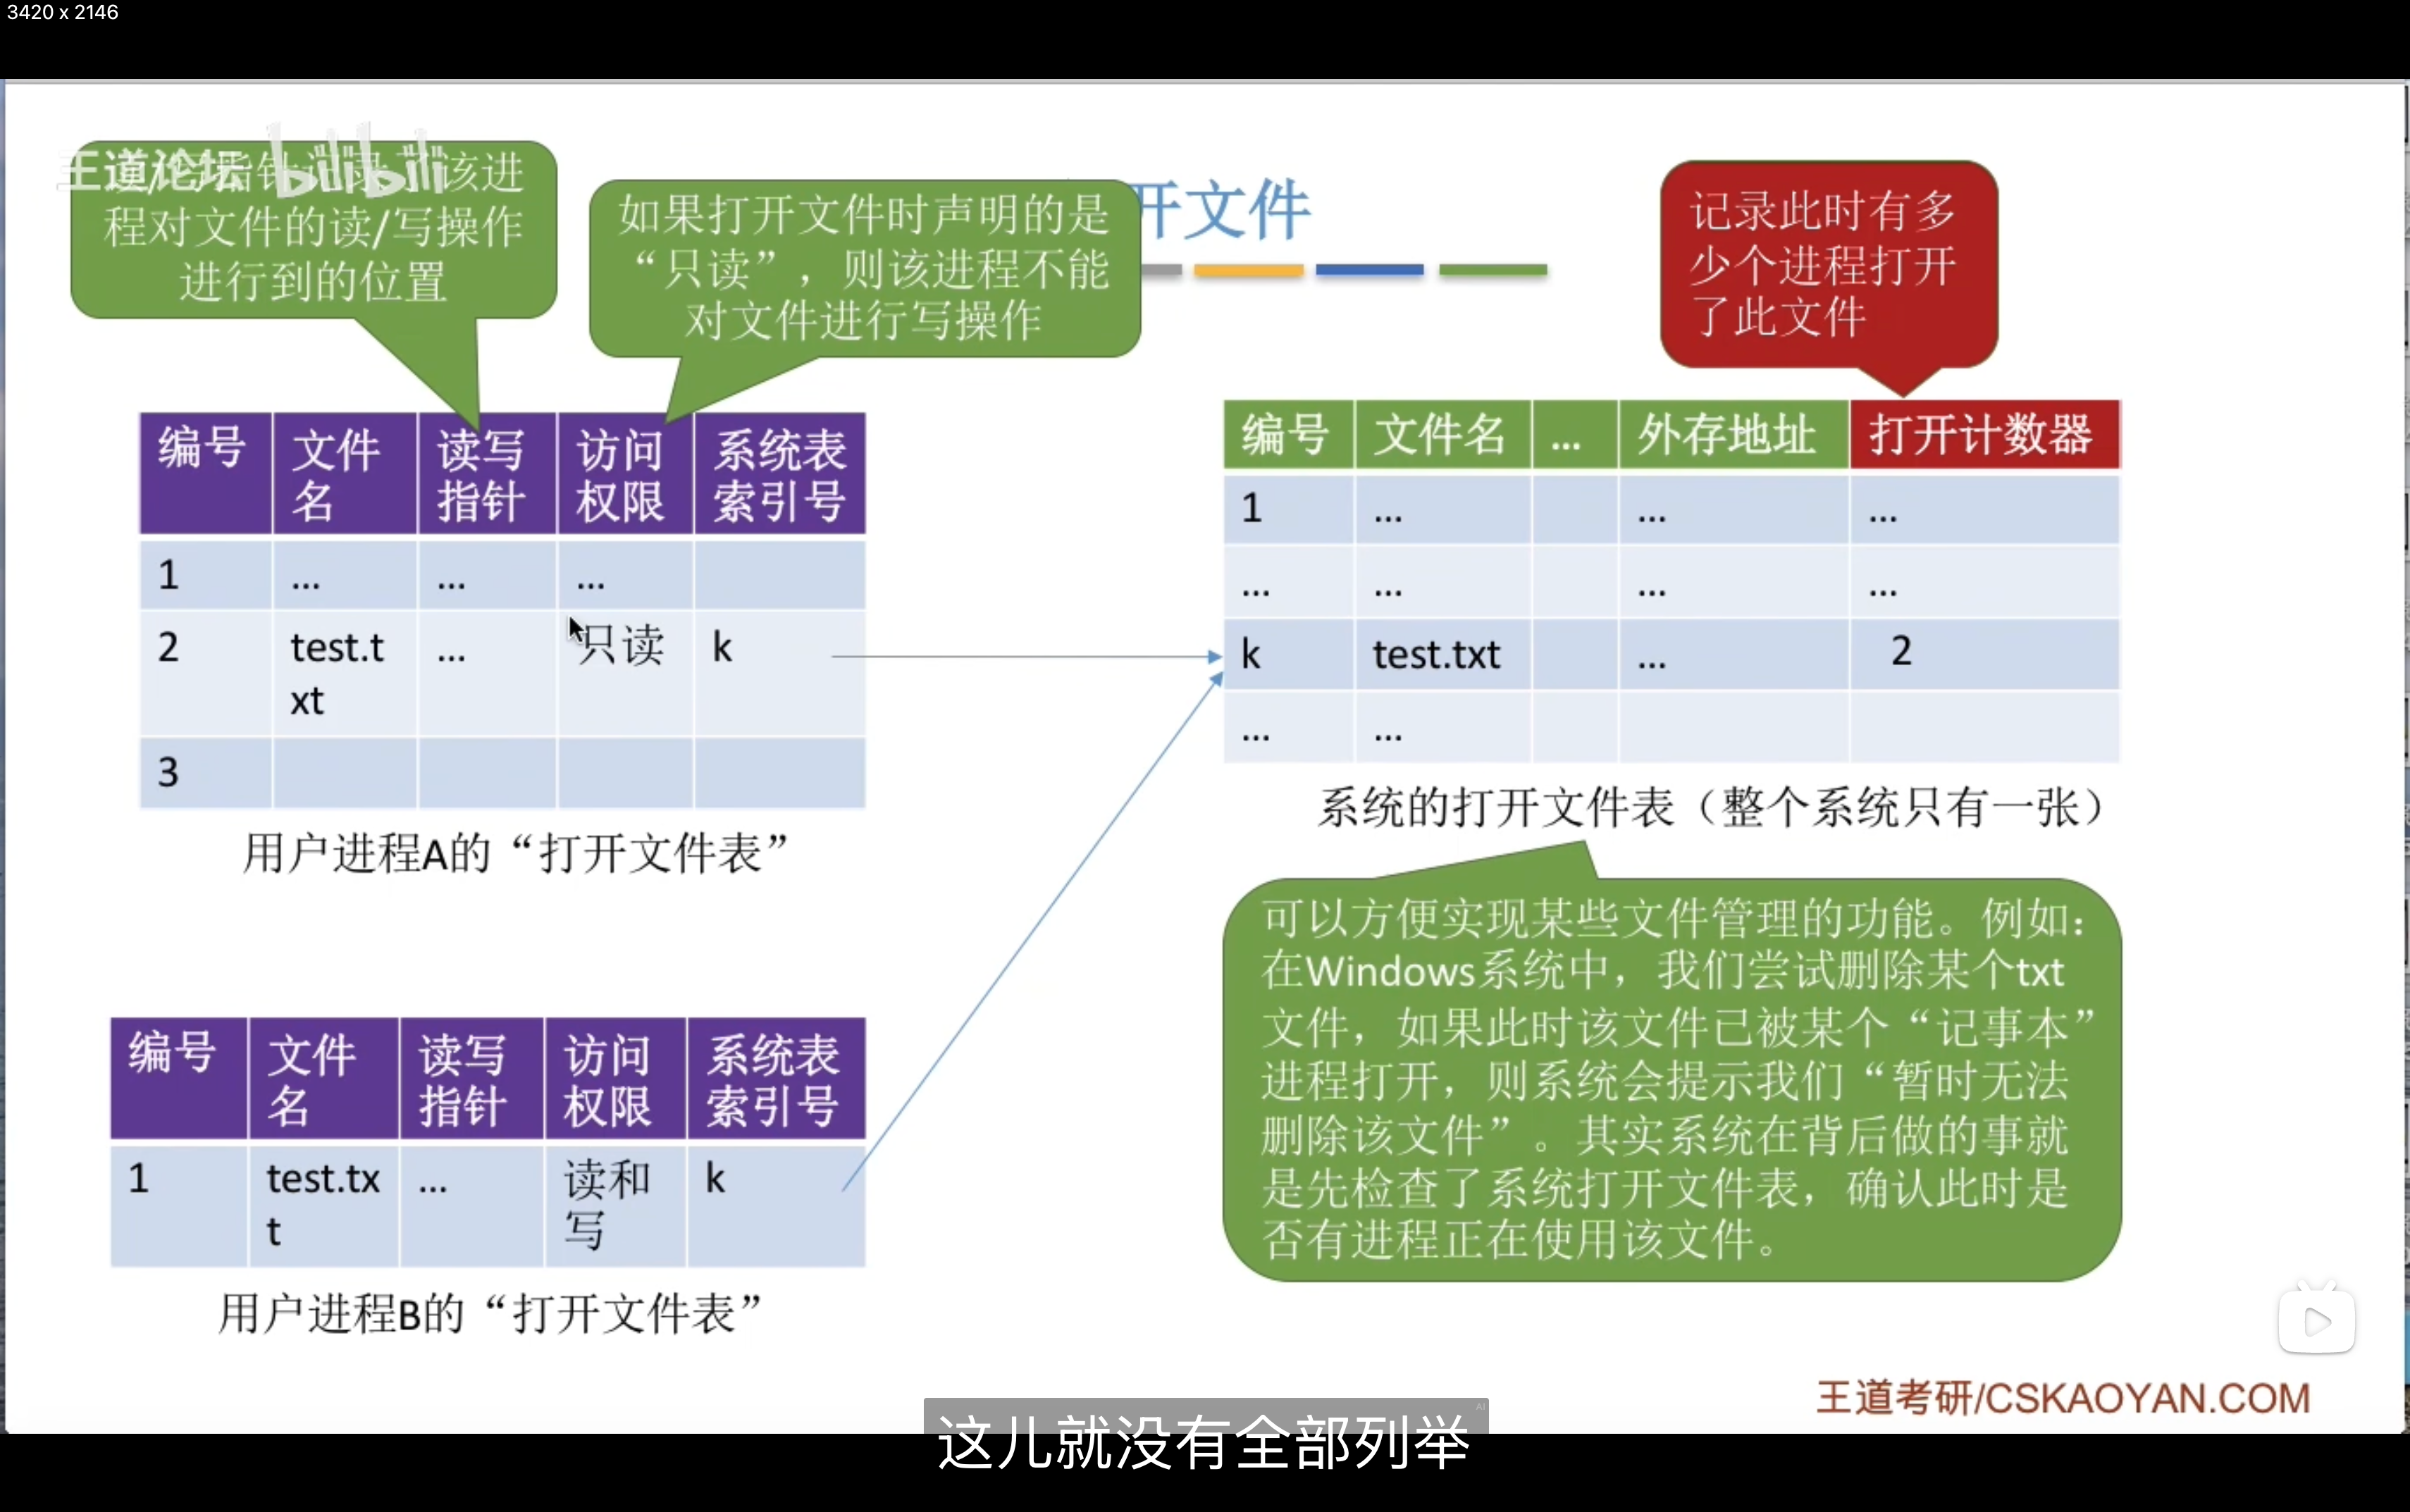 3420 x 2146
王道论坛 bilibili
读/写指针记录了该进
程对文件的读/写操作
进行到的位置
如果打开文件时声明的是
“只读”，则该进程不能
对文件进行写操作
开文件
记录此时有多
少个进程打开
了此文件
编号 文件名 读写指针 访问权限 系统表索引号
1 … … …
2 test.txt … 只读 k
3
用户进程A的“打开文件表”
编号 文件名 … 外存地址 打开计数器
1 … … …
… … … …
k test.txt … 2
… …
系统的打开文件表（整个系统只有一张）
可以方便实现某些文件管理的功能。例如：
在Windows系统中，我们尝试删除某个txt
文件，如果此时该文件已被某个“记事本”
进程打开，则系统会提示我们“暂时无法
删除该文件”。其实系统在背后做的事就
是先检查了系统打开文件表，确认此时是
否有进程正在使用该文件。
编号 文件名 读写指针 访问权限 系统表索引号
1 test.txt … 读和写 k
用户进程B的“打开文件表”
王道考研/CSKAOYAN.COM
AI
这儿就没有全部列举